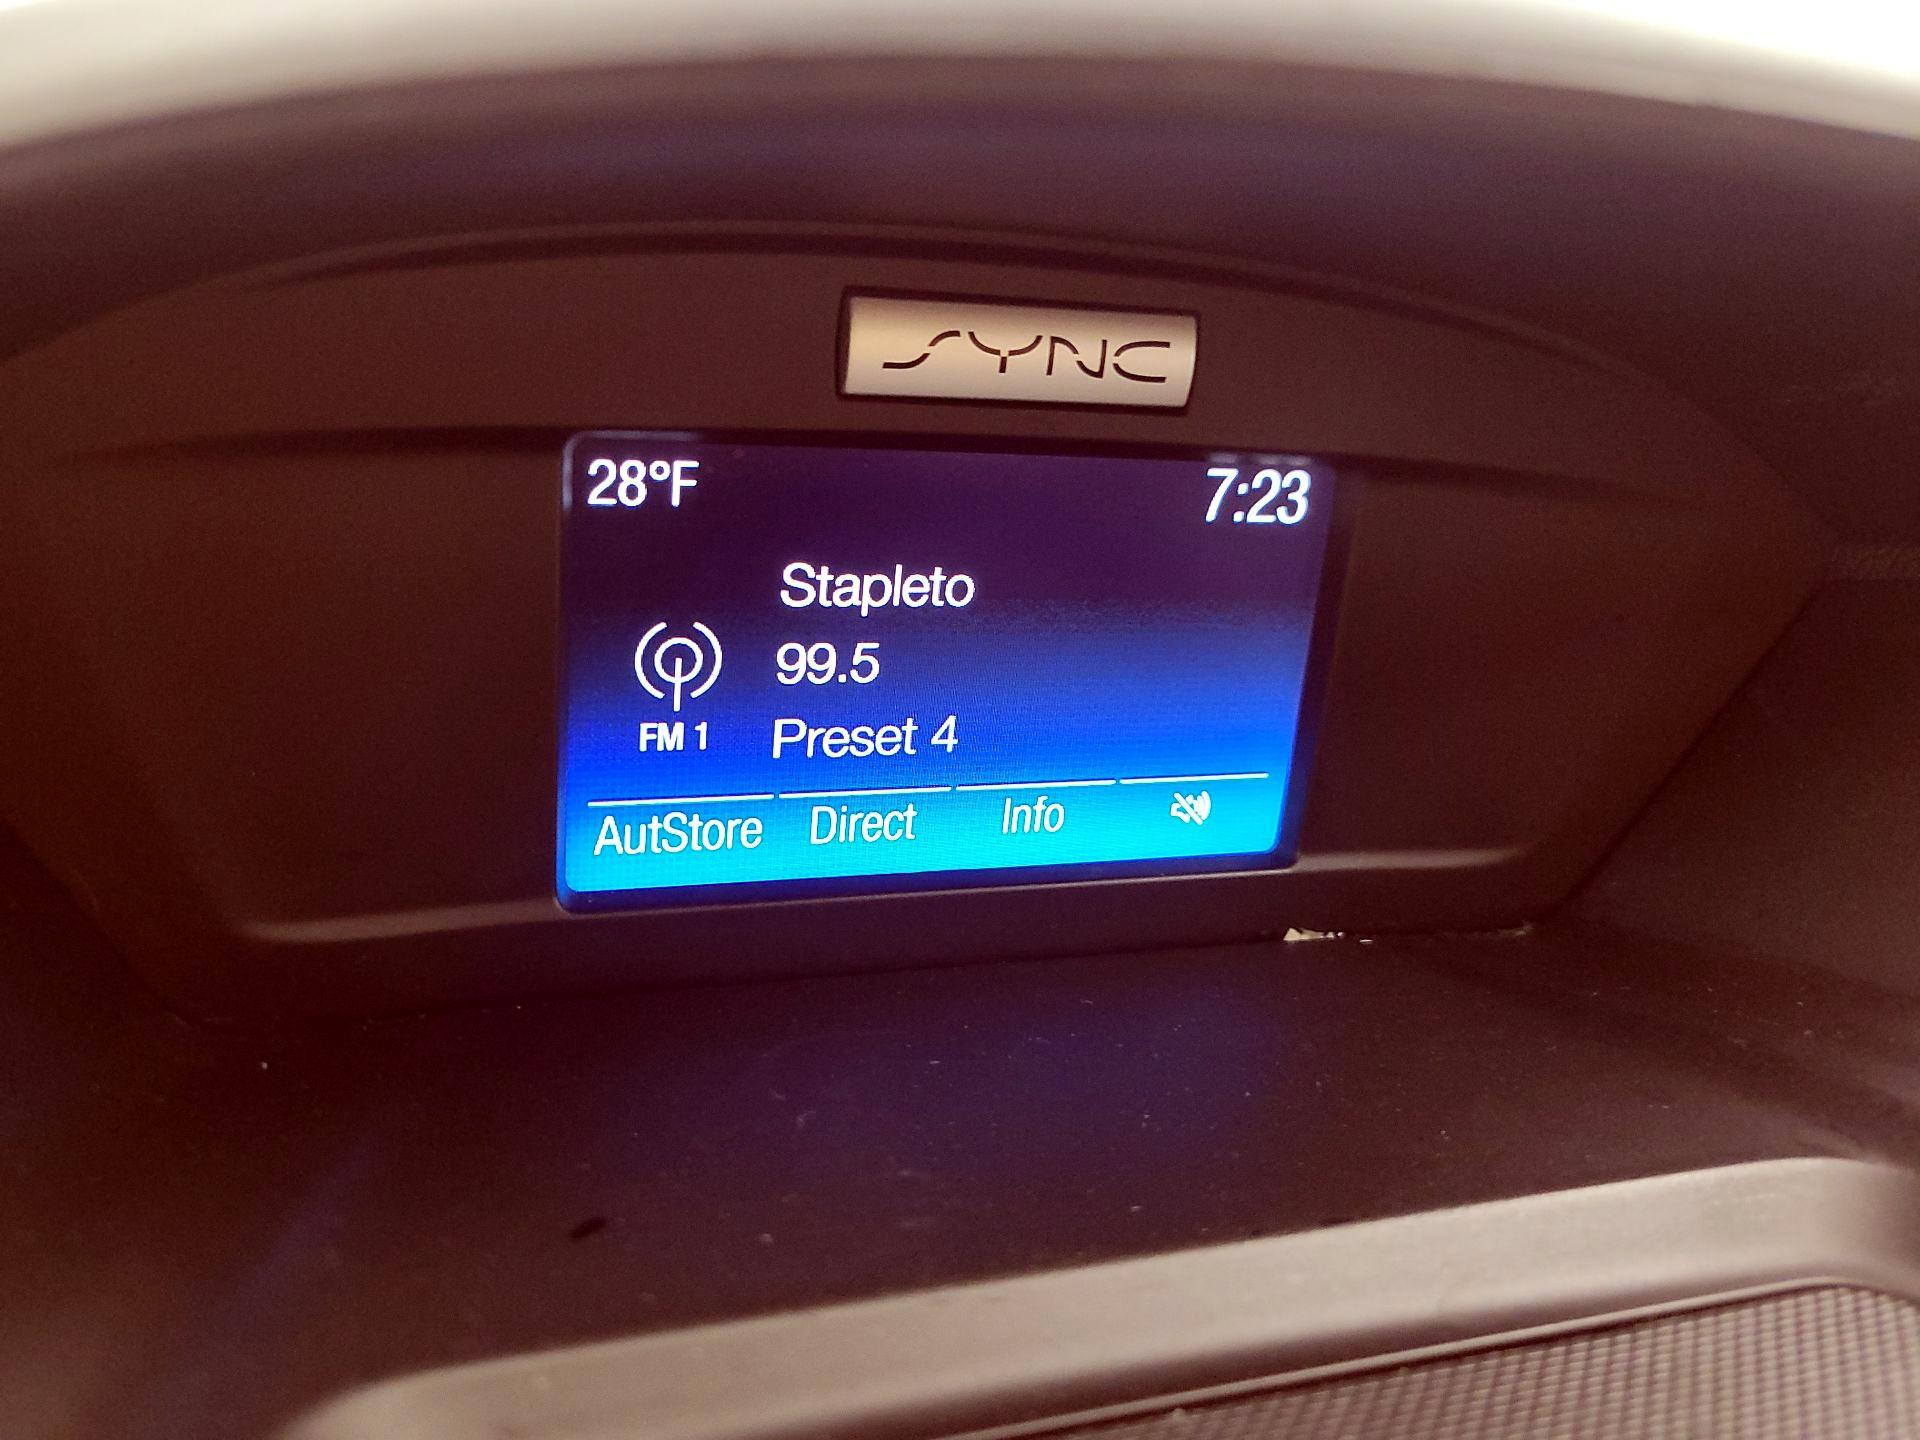 SYNC
28°F 7:23
Stapleto
99.5
FM 1 Preset 4
AutStore Direct Info